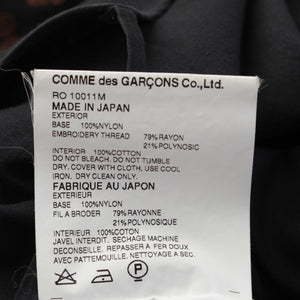 COMME des GARÇONS Co.,Ltd.
RO 10011M
MADE IN JAPAN
EXTERIOR
BASE 100%NYLON
EMBROIDERY THREAD 79%RAYON
21%POLYNOSIC
INTERIOR 100%COTTON
DO NOT BLEACH. DO NOT TUMBLE
DRY. COVER WITH CLOTH. USE COOL
IRON. DRY CLEAN ONLY.
FABRIQUE AU JAPON
EXTERIEUR
BASE 100%NYLON
FIL A BRODER 79%RAYONNE
21%POLYNOSIQUE
INTERIEUR 100%COTON
JAVEL INTERDIT. SECHAGE MACHINE
DECONSEILLE. REPASSER A FER DOUX
AVEC PATTEMOUILLE. NETTOYAGE A SEC.
P